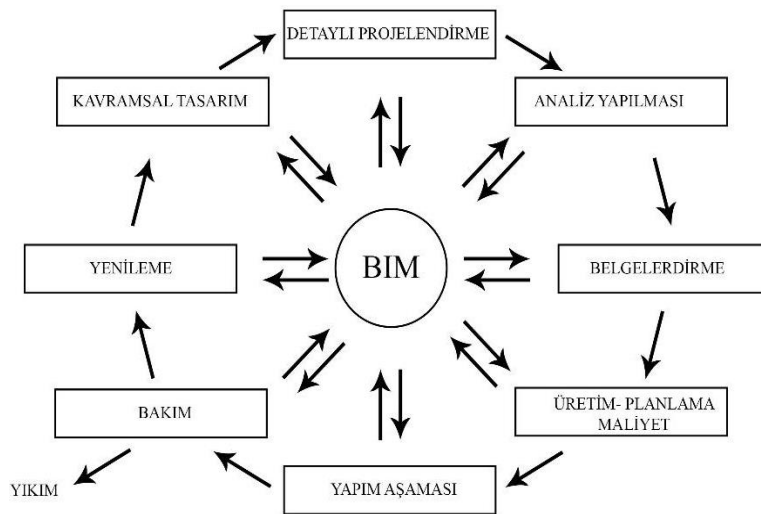 DETAYLI PROJELENDİRME
KAVRAMSAL TASARIM
ANALİZ YAPILMASI
YENİLEME
BIM
BELGELERDİRME
BAKIM
ÜRETİM- PLANLAMA
MALİYET
YIKIM
YAPIM AŞAMASI